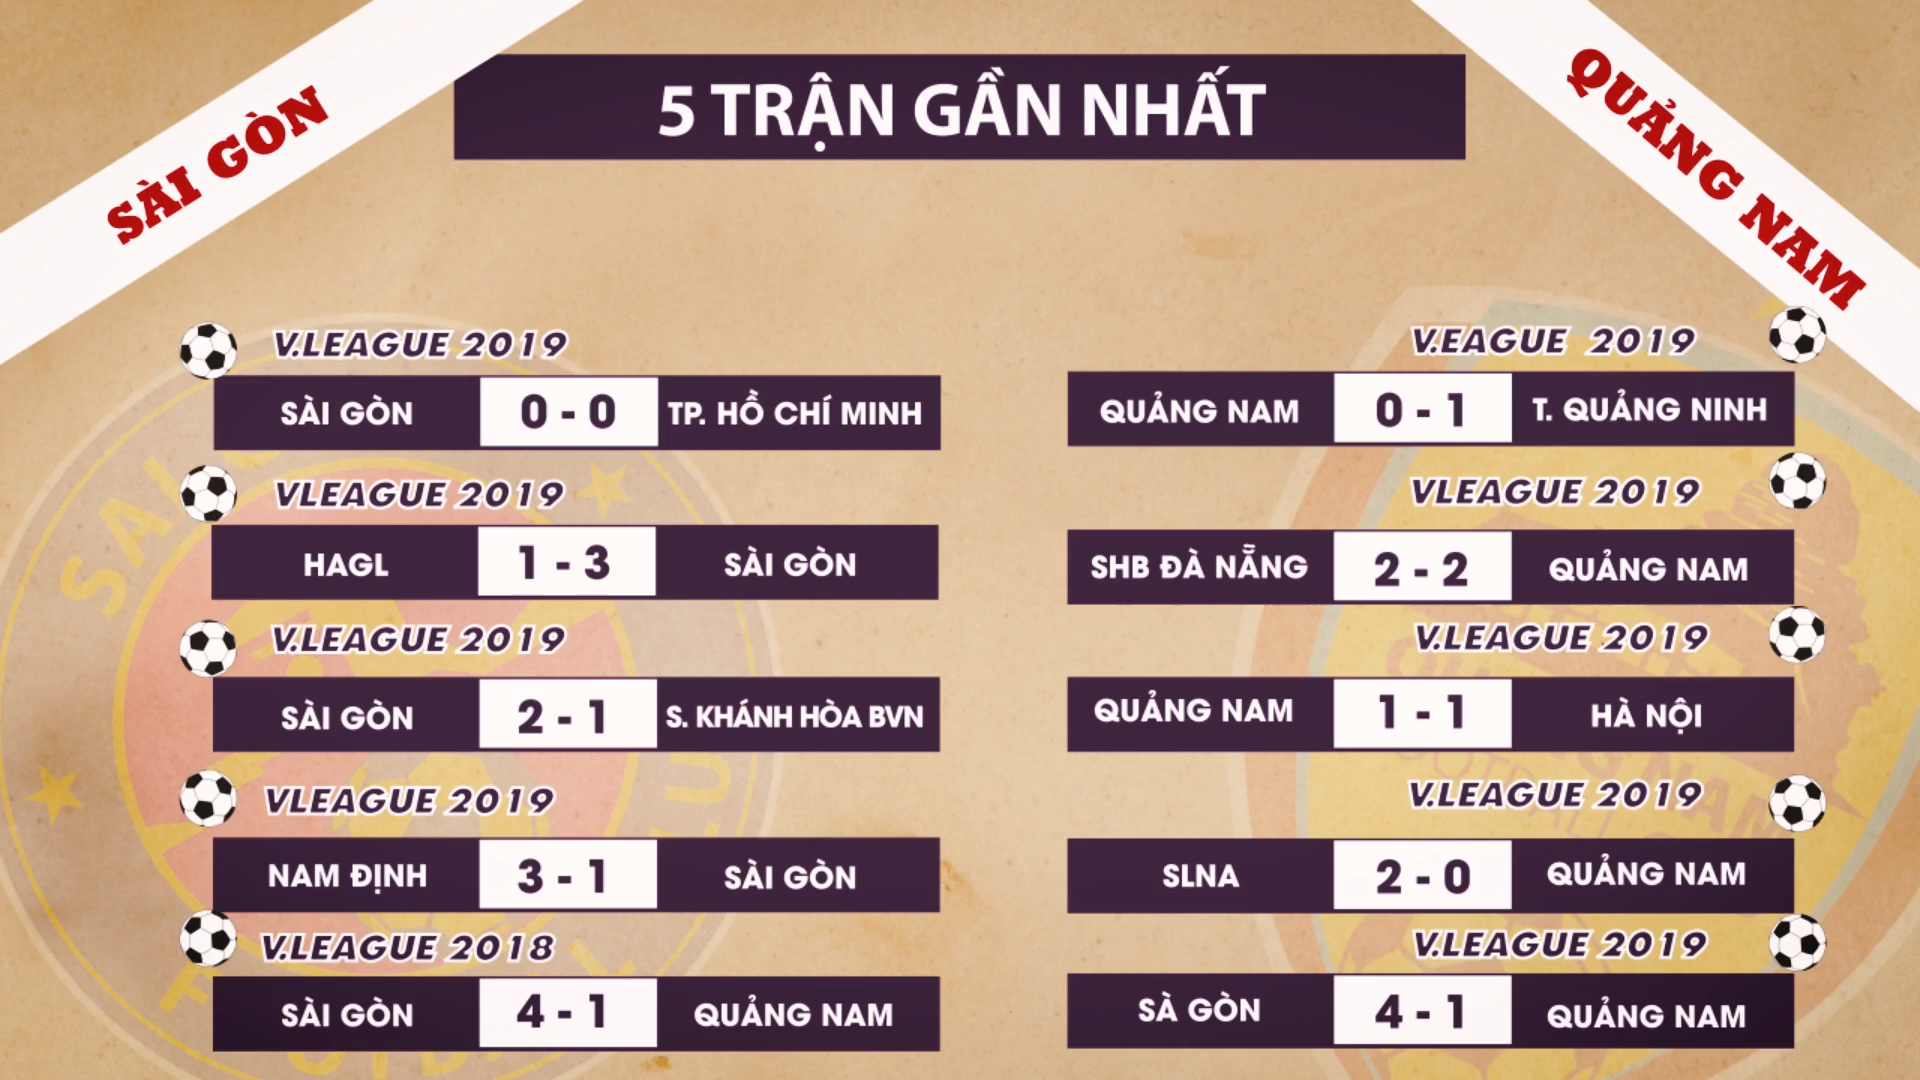 SÀI GÒN
5 TRẬN GẦN NHẤT
QUẢNG NAM
V.LEAGUE 2019
SÀI GÒN 0 - 0 TP. HỒ CHÍ MINH
VLEAGUE 2019
HAGL 1 - 3 SÀI GÒN
V.LEAGUE 2019
SÀI GÒN 2 - 1 S. KHÁNH HÒA BVN
VLEAGUE 2019
NAM ĐỊNH 3 - 1 SÀI GÒN
V.LEAGUE 2018
SÀI GÒN 4 - 1 QUẢNG NAM
V.EAGUE 2019
QUẢNG NAM 0 - 1 T. QUẢNG NINH
VLEAGUE 2019
SHB ĐÀ NẴNG 2 - 2 QUẢNG NAM
V.LEAGUE 2019
QUẢNG NAM 1 - 1 HÀ NỘI
V.LEAGUE 2019
SLNA 2 - 0 QUẢNG NAM
V.LEAGUE 2019
SÀ GÒN 4 - 1 QUẢNG NAM